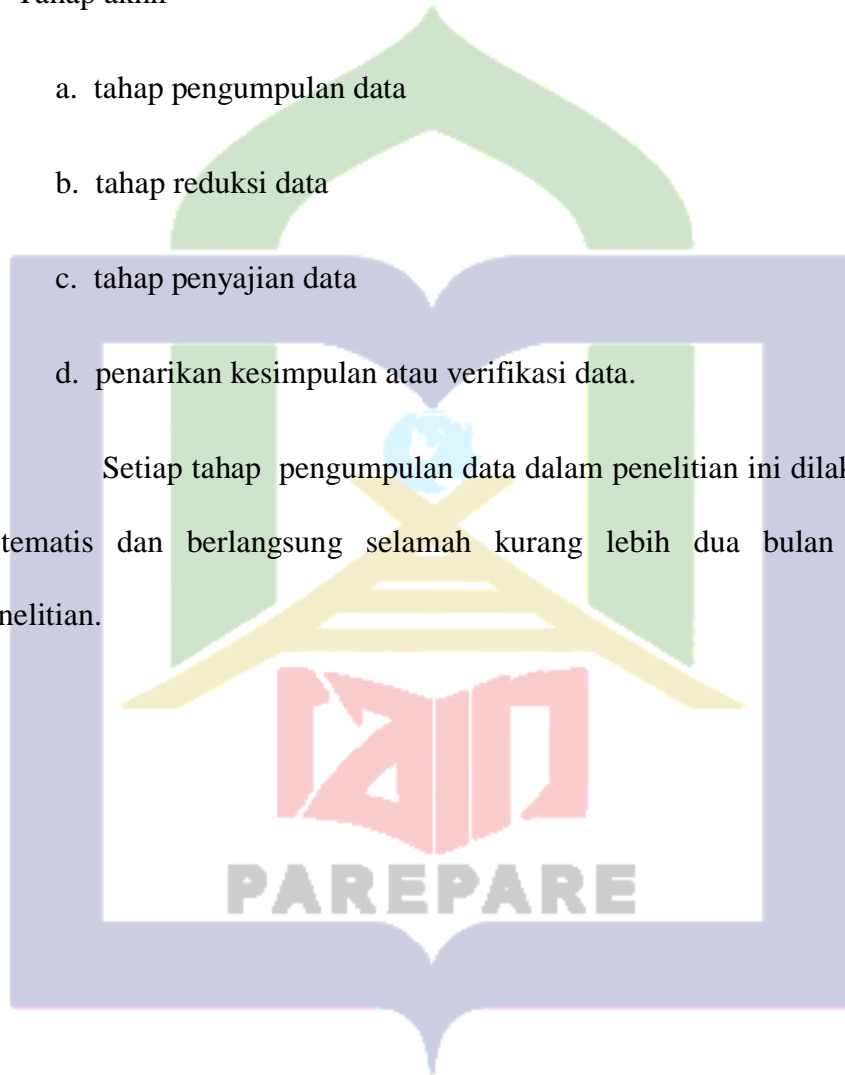 Tahap akhir
a. tahap pengumpulan data
b. tahap reduksi data
c. tahap penyajian data
d. penarikan kesimpulan atau verifikasi data.
Setiap tahap pengumpulan data dalam penelitian ini
tematis dan berlangsung selamah kurang lebih dua bulan
nelitian.
iain
PAREPARE